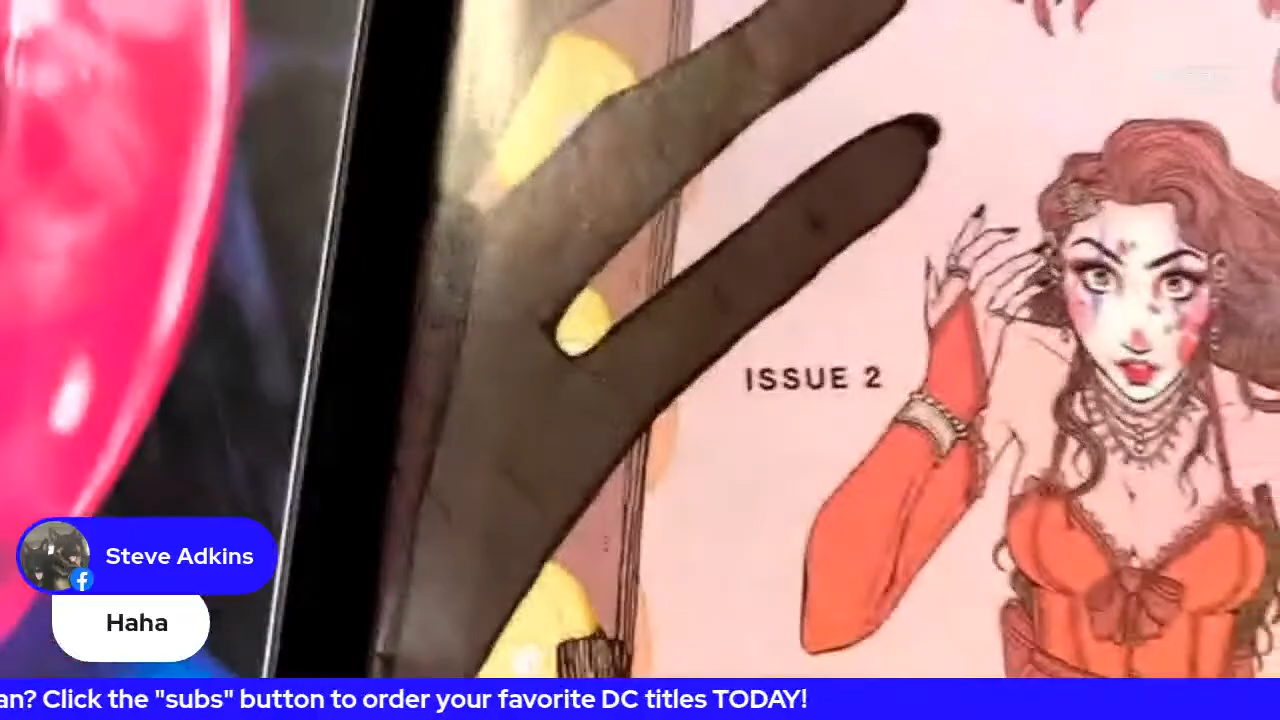 ISSUE 2
Steve Adkins
Haha
an? Click the "subs" button to order your favorite DC titles TODAY!